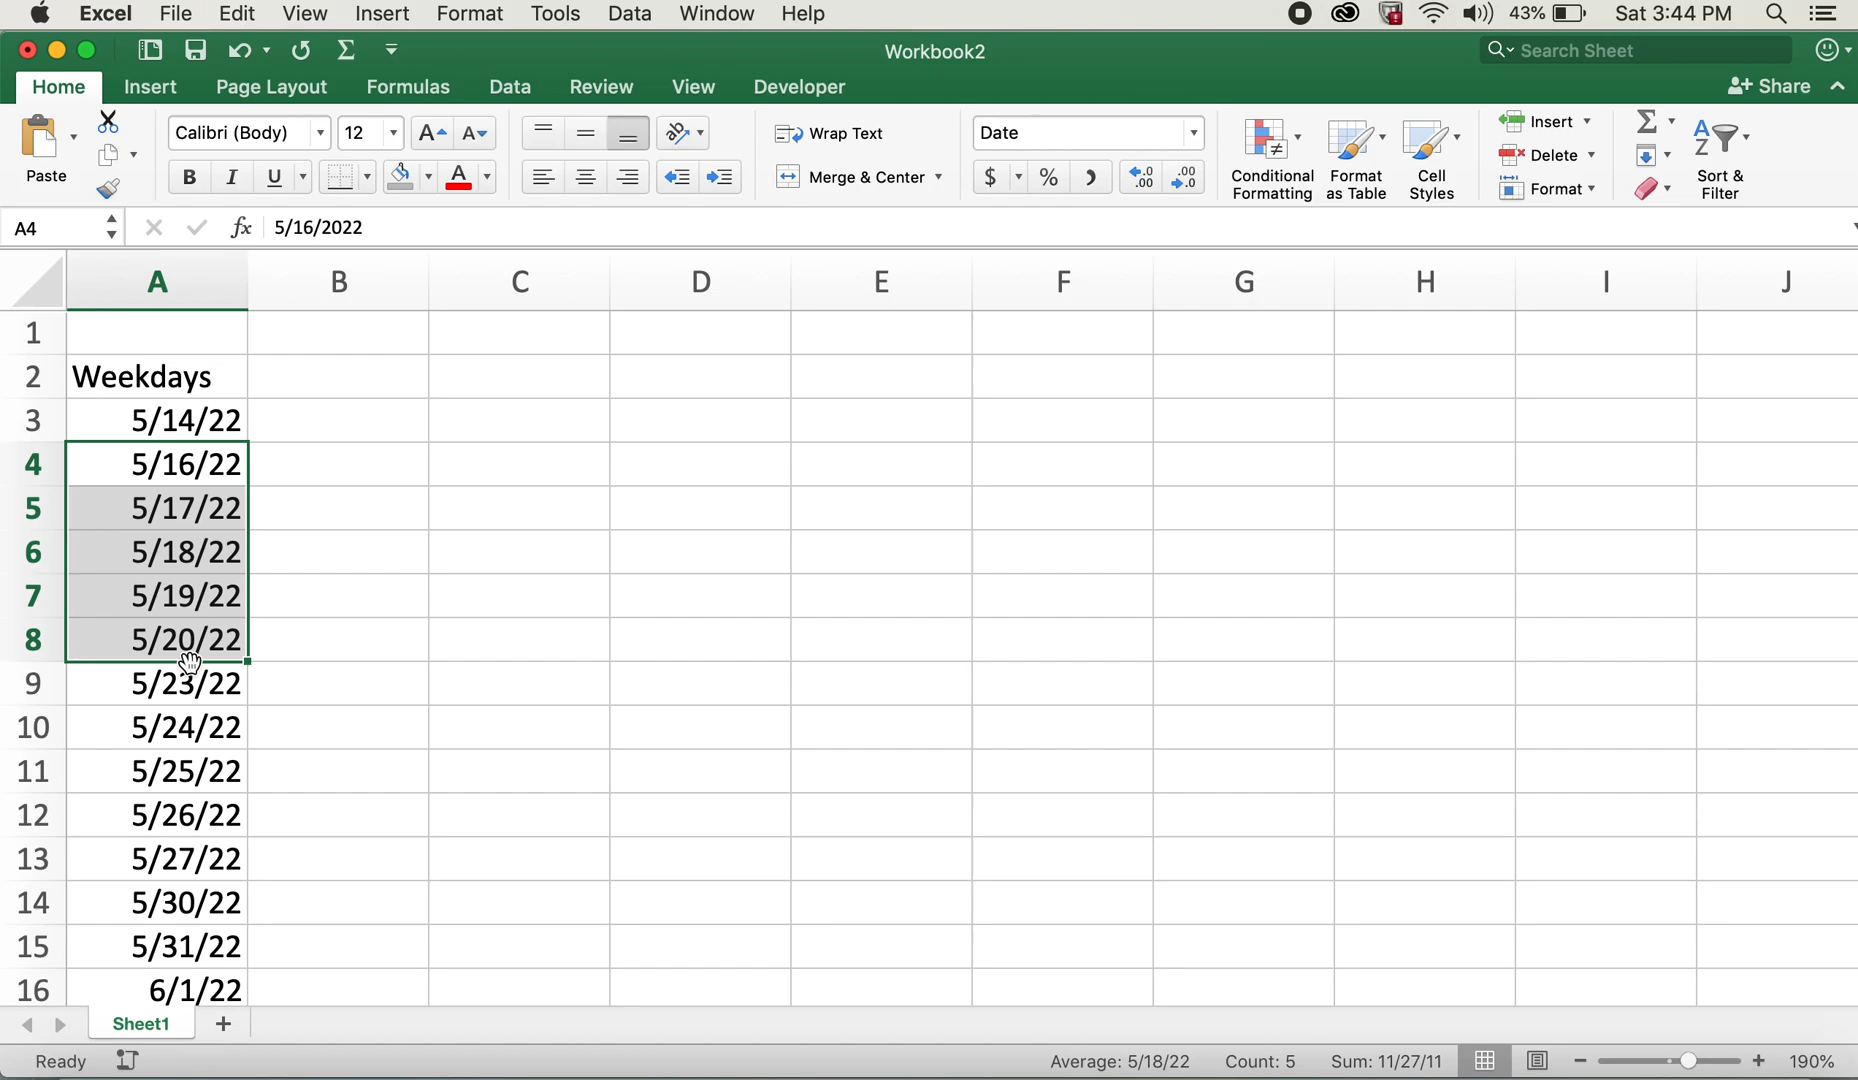 Excel File Edit View Insert Format Tools Data Window Help 43% Sat 3:44 PM
Workbook2 Search Sheet
Home Insert Page Layout Formulas Data Review View Developer Share
Paste Calibri (Body) 12 A A Wrap Text Date Insert
B I U A Merge & Center $ % Conditional Formatting Format as Table Cell Styles Delete Format Sort & Filter
A4 fx 5/16/2022
A B C D E F G H I J
1
2 Weekdays
3 5/14/22
4 5/16/22
5 5/17/22
6 5/18/22
7 5/19/22
8 5/20/22
9 5/23/22
10 5/24/22
11 5/25/22
12 5/26/22
13 5/27/22
14 5/30/22
15 5/31/22
16 6/1/22
Sheet1 +
Ready Average: 5/18/22 Count: 5 Sum: 11/27/11 190%